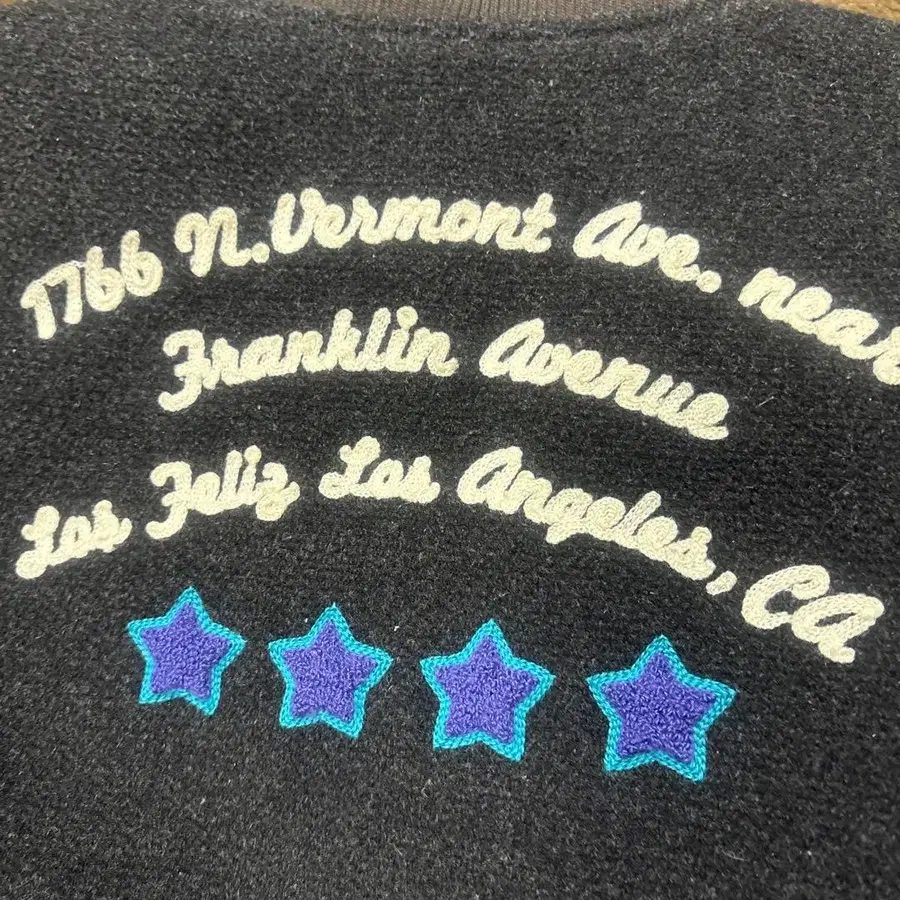 1766 N.Vermont Ave. near
Franklin Avenue
Los Feliz Los Angeles, CA